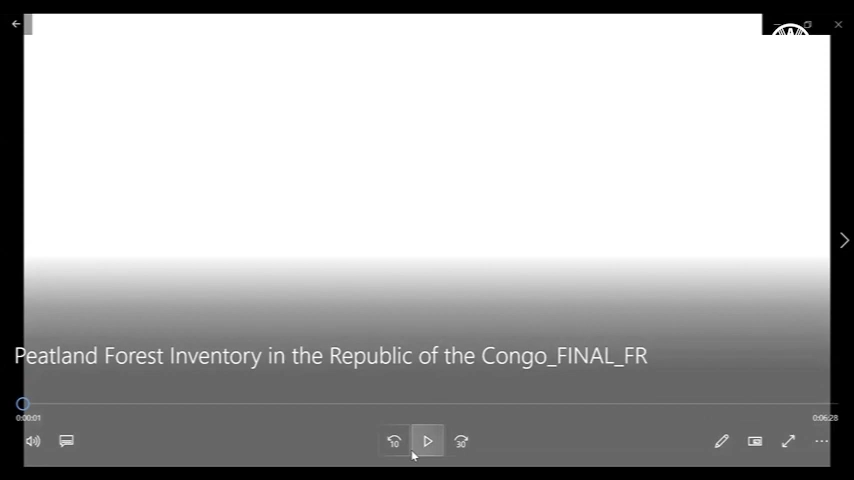 Peatland Forest Inventory in the Republic of the Congo_FINAL_FR
0:00:01
0:06:28
10
30